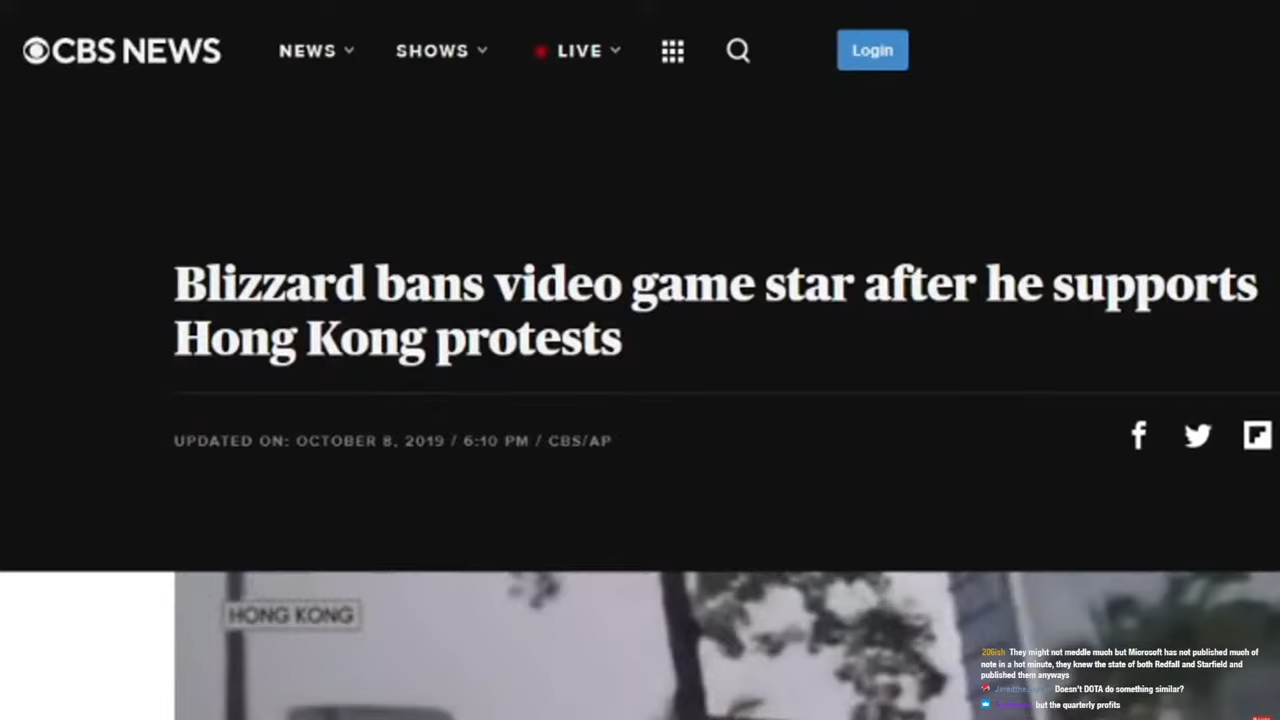 CBS NEWS
NEWS
SHOWS
LIVE
Login
Blizzard bans video game star after he supports
Hong Kong protests
UPDATED ON: OCTOBER 8, 2019 / 6:10 PM / CBS/AP
HONG KONG
206ish They might not meddle much but Microsoft has not published much of
note in a hot minute, they knew the state of both Redfall and Starfield and
published them anyways
Doesn't DOTA do something similar?
but the quarterly profits